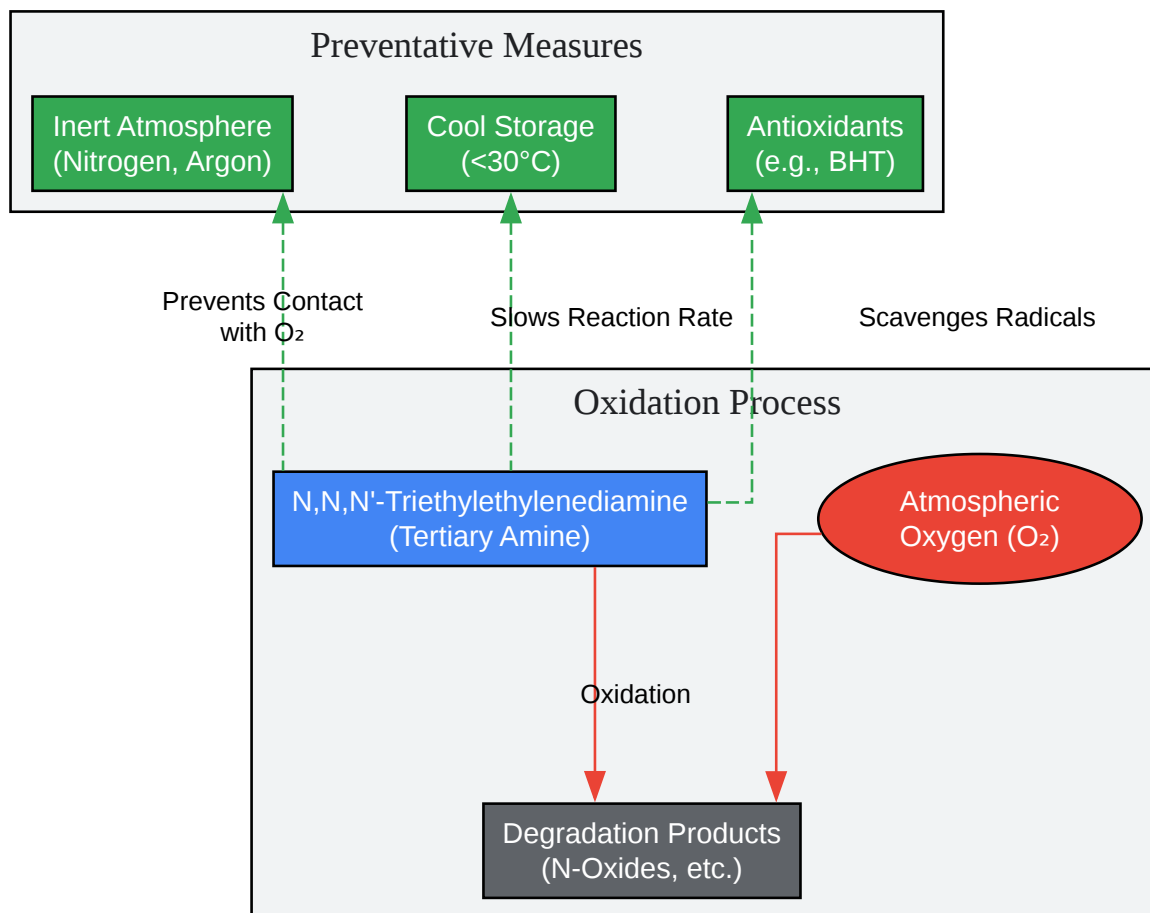 Preventative Measures
Inert Atmosphere
(Nitrogen, Argon)
Cool Storage
(<30°C)
Antioxidants
(e.g., BHT)
Prevents Contact
with O₂
Slows Reaction Rate
Scavenges Radicals
Oxidation Process
N,N,N'-Triethylethylenediamine
(Tertiary Amine)
Atmospheric
Oxygen (O₂)
Oxidation
Degradation Products
(N-Oxides, etc.)